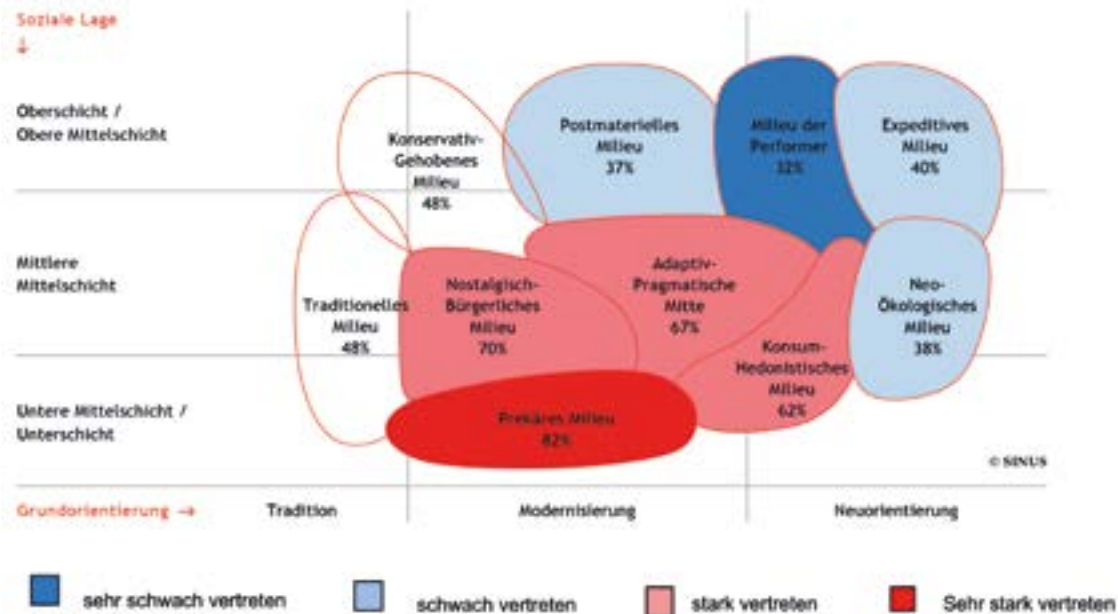 Soziale Lage
↓
Oberschicht /
Obere Mittelschicht
Konservativ-
Gehobenes
Milieu
48%
Postmaterielles
Milieu
37%
Milieu der
Performer
32%
Expeditives
Milieu
40%
Mittlere
Mittelschicht
Traditionelles
Milieu
48%
Nostalgisch-
Bürgerliches
Milieu
70%
Adaptiv-
Pragmatische
Mitte
67%
Konsum-
Hedonistisches
Milieu
62%
Neo-
Ökologisches
Milieu
38%
Untere Mittelschicht /
Unterschicht
Prekäres Milieu
82%
© SINUS
Grundorientierung →
Tradition
Modernisierung
Neuorientierung
sehr schwach vertreten
schwach vertreten
stark vertreten
Sehr stark vertreten